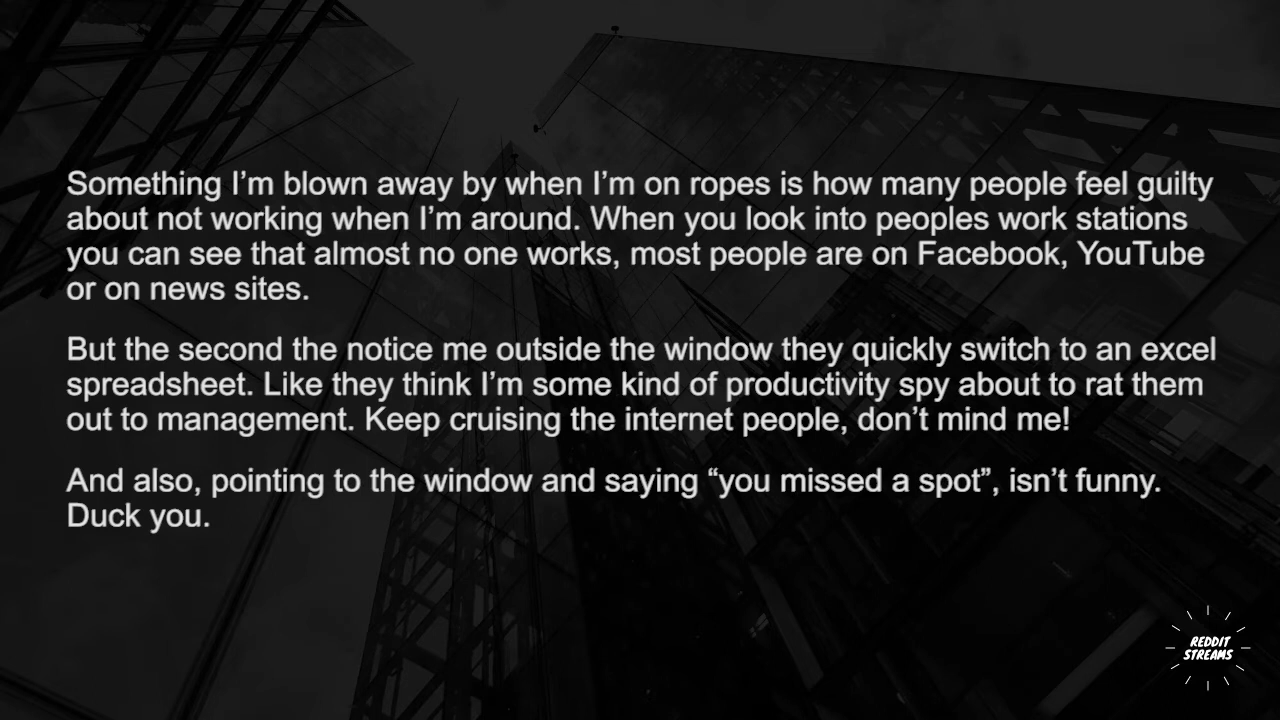 Something I’m blown away by when I’m on ropes is how many people feel guilty
about not working when I’m around. When you look into peoples work stations
you can see that almost no one works, most people are on Facebook, YouTube
or on news sites.
But the second the notice me outside the window they quickly switch to an excel
spreadsheet. Like they think I’m some kind of productivity spy about to rat them
out to management. Keep cruising the internet people, don’t mind me!
And also, pointing to the window and saying “you missed a spot”, isn’t funny.
Duck you.
REDDIT
STREAMS